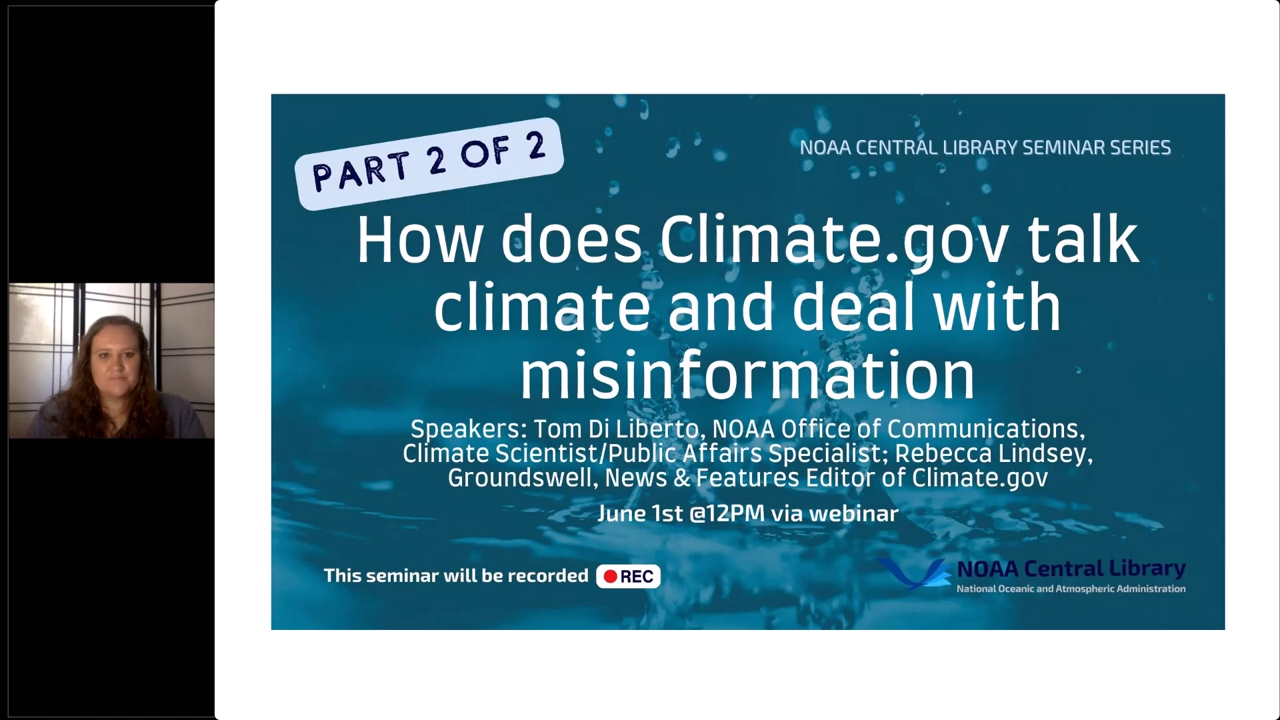 PART 2 OF 2
NOAA CENTRAL LIBRARY SEMINAR SERIES
How does Climate.gov talk
climate and deal with
misinformation
Speakers: Tom Di Liberto, NOAA Office of Communications,
Climate Scientist/Public Affairs Specialist; Rebecca Lindsey,
Groundswell, News & Features Editor of Climate.gov
June 1st @12PM via webinar
This seminar will be recorded REC
NOAA Central Library
National Oceanic and Atmospheric Administration